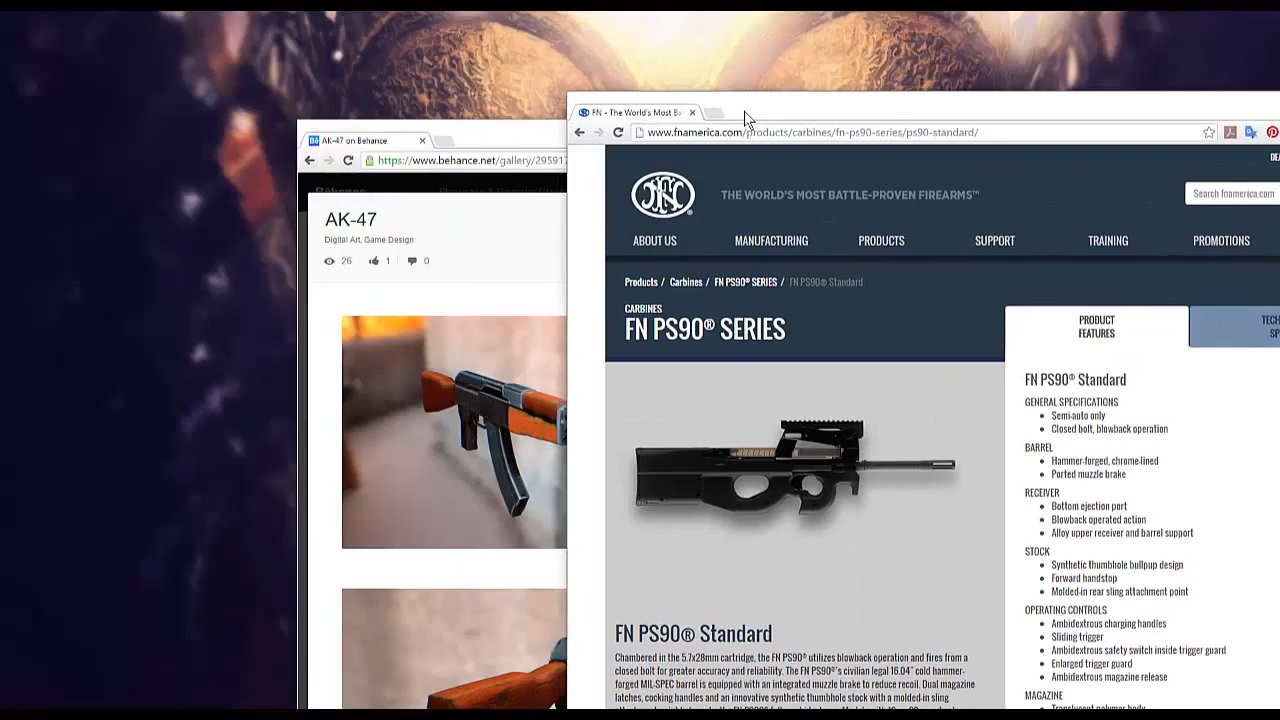 FN - The World's Most Ba
www.fnamerica.com/products/carbines/fn-ps90-series/ps90-standard/
AK-47 on Behance
https://www.behance.net/gallery/295917
AK-47
Digital Art, Game Design
26 1 0
THE WORLD'S MOST BATTLE-PROVEN FIREARMS™
Search fnamerica.com
ABOUT US MANUFACTURING PRODUCTS SUPPORT TRAINING PROMOTIONS
Products / Carbines / FN PS90® SERIES / FN PS90® Standard
CARBINES
FN PS90® SERIES
PRODUCT
FEATURES
FN PS90® Standard
GENERAL SPECIFICATIONS
Semi-auto only
Closed bolt, blowback operation
BARREL
Hammer-forged, chrome-lined
Ported muzzle brake
RECEIVER
Bottom ejection port
Blowback operated action
Alloy upper receiver and barrel support
STOCK
Synthetic thumbhole bullpup design
Forward handstop
Molded-in rear sling attachment point
OPERATING CONTROLS
Ambidextrous charging handles
Sliding trigger
Ambidextrous safety switch inside trigger guard
Enlarged trigger guard
Ambidextrous magazine release
MAGAZINE
Translucent polymer body
FN PS90® Standard
Chambered in the 5.7x28mm cartridge, the FN PS90® utilizes blowback operation and fires from a
closed bolt for greater accuracy and reliability. The FN PS90®'s civilian legal 16.04" cold hammer-
forged MIL-SPEC barrel is equipped with an integrated muzzle brake to reduce recoil. Dual magazine
latches, cocking handles and an innovative synthetic thumbhole stock with a molded-in sling